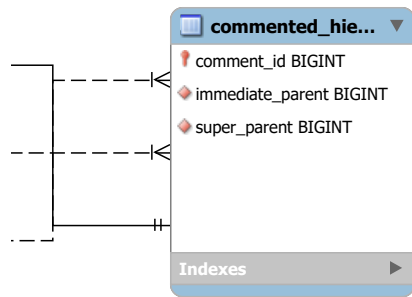 commented_hie...
comment_id BIGINT
immediate_parent BIGINT
super_parent BIGINT
Indexes